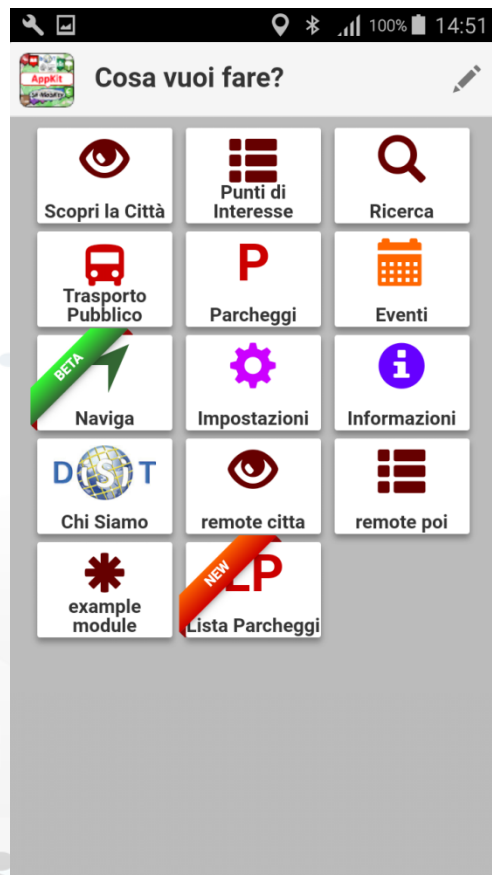 100% 14:51
AppKit
Cosa vuoi fare?
Scopri la Città
Punti di
Interesse
Ricerca
Trasporto
Pubblico
P
Parcheggi
Eventi
BETA
Naviga
Impostazioni
i
Informazioni
DISIT
Chi Siamo
remote citta
remote poi
example
module
NEW
LP
Lista Parcheggi